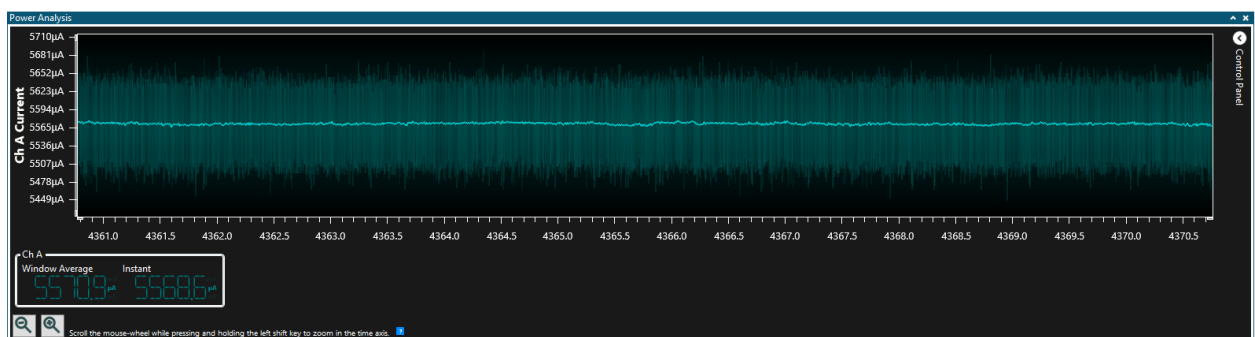 Power Analysis
5710µA
5681µA
5652µA
5623µA
5594µA
5565µA
5536µA
5507µA
5478µA
5449µA
Ch A Current
Control Panel
4361.0 4361.5 4362.0 4362.5 4363.0 4363.5 4364.0 4364.5 4365.0 4365.5 4366.0 4366.5 4367.0 4367.5 4368.0 4368.5 4369.0 4369.5 4370.0 4370.5
Ch A
Window Average Instant
5570.9 µA 5568.6 µA
Scroll the mouse-wheel while pressing and holding the left shift key to zoom in the time axis. ?